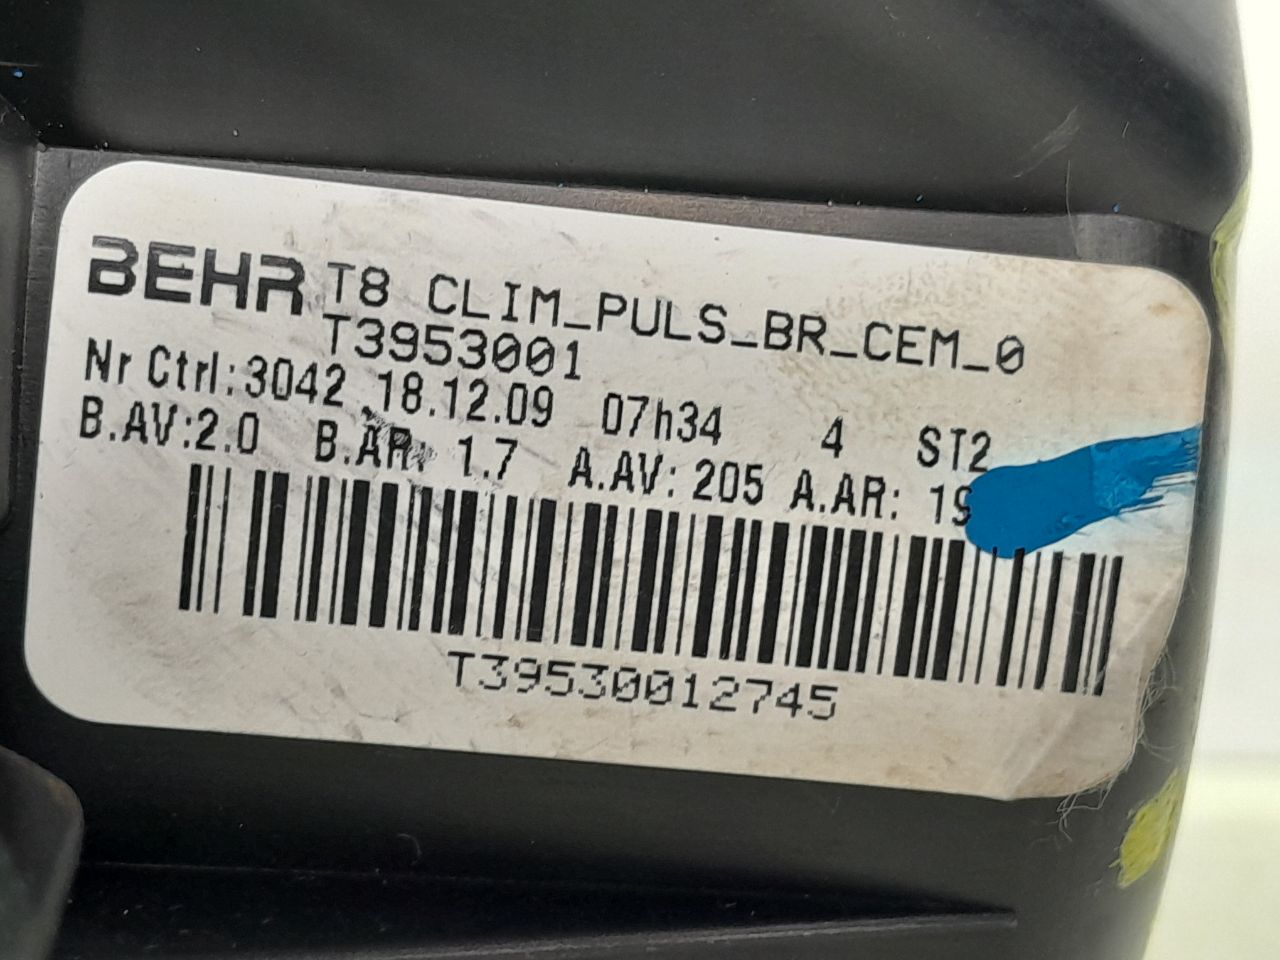 BEHR T8 CLIM_PULS_BR_CEM_0
T3953001
Nr Ctrl:3042 18.12.09 07h34 4 ST2
B.AV:2.0 B.AR: 1.7 A.AV: 205 A.AR:
T39530012745